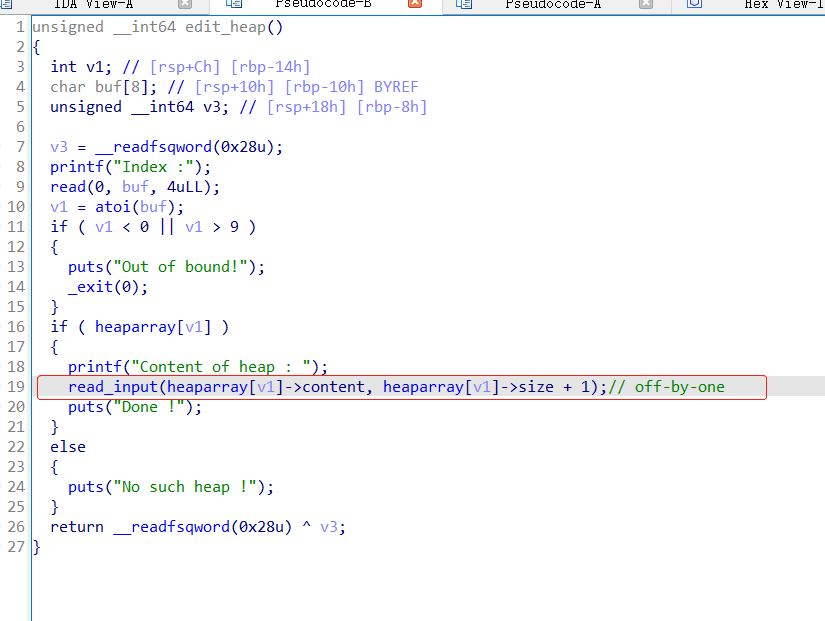 IDA View-A Pseudocode-B Pseudocode-A Hex View-1
1 unsigned __int64 edit_heap()
2 {
3 int v1; // [rsp+Ch] [rbp-14h]
4 char buf[8]; // [rsp+10h] [rbp-10h] BYREF
5 unsigned __int64 v3; // [rsp+18h] [rbp-8h]
6
7 v3 = __readfsqword(0x28u);
8 printf("Index :");
9 read(0, buf, 4uLL);
10 v1 = atoi(buf);
11 if ( v1 < 0 || v1 > 9 )
12 {
13 puts("Out of bound!");
14 _exit(0);
15 }
16 if ( heaparray[v1] )
17 {
18 printf("Content of heap : ");
19 read_input(heaparray[v1]->content, heaparray[v1]->size + 1);// off-by-one
20 puts("Done !");
21 }
22 else
23 {
24 puts("No such heap !");
25 }
26 return __readfsqword(0x28u) ^ v3;
27 }